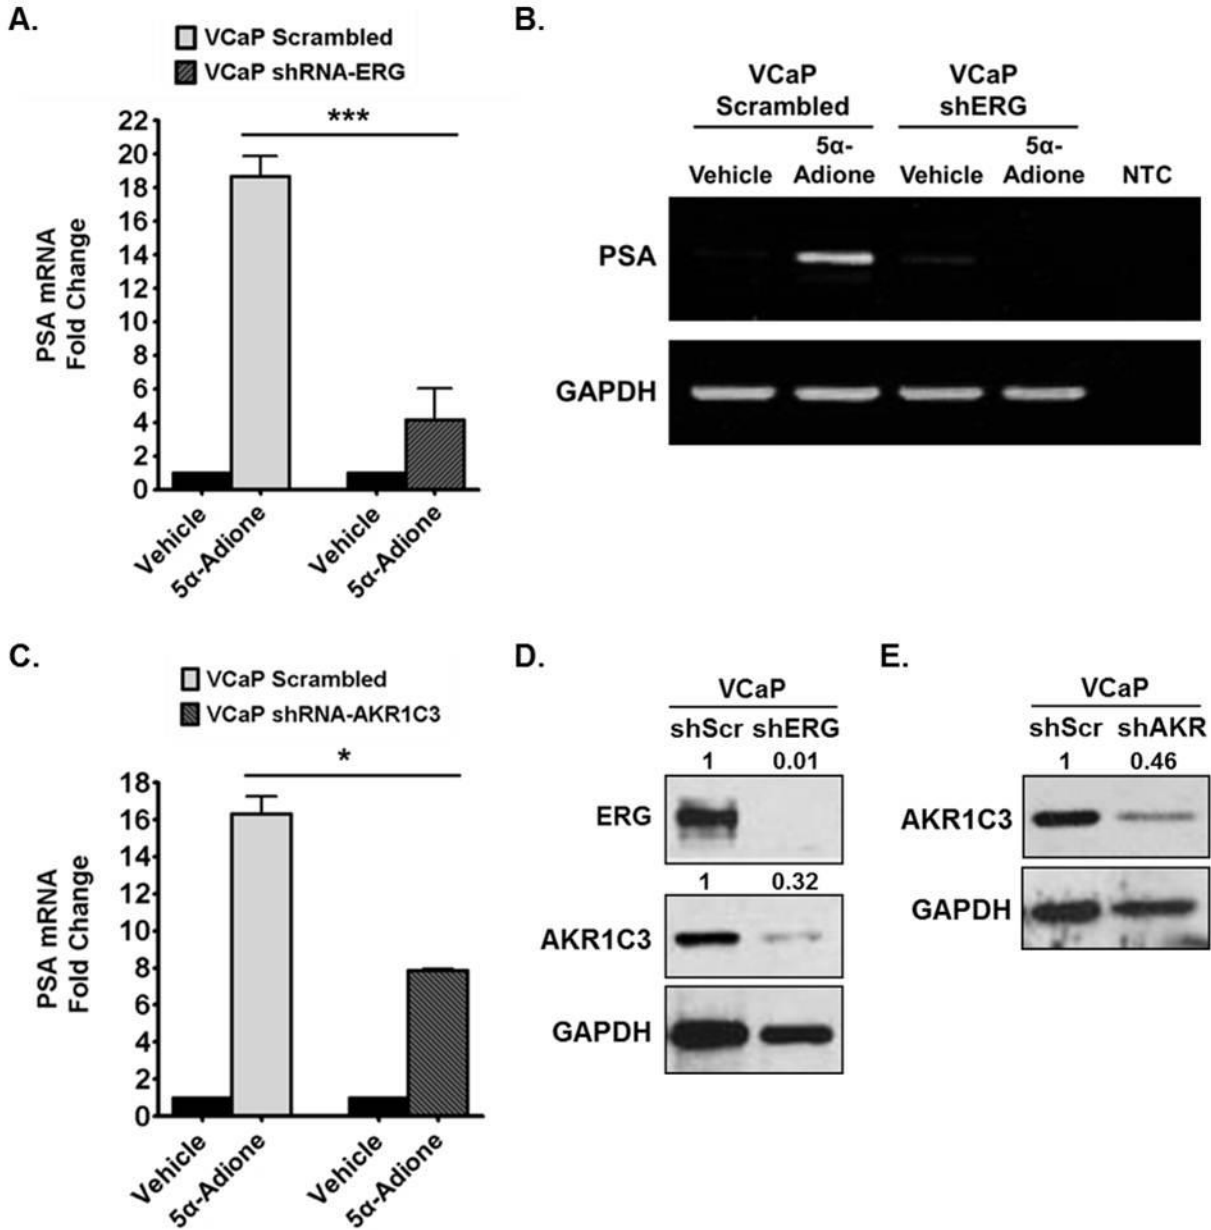 A.
VCaP Scrambled
VCaP shRNA-ERG
***
PSA mRNA
Fold Change
22
20
18
16
14
12
10
8
6
4
2
0
Vehicle
5α-Adione
Vehicle
5α-Adione
B.
VCaP
Scrambled
VCaP
shERG
Vehicle
5α-
Adione
Vehicle
5α-
Adione
NTC
PSA
GAPDH
C.
VCaP Scrambled
VCaP shRNA-AKR1C3
*
PSA mRNA
Fold Change
18
16
14
12
10
8
6
4
2
0
Vehicle
5α-Adione
Vehicle
5α-Adione
D.
VCaP
shScr shERG
1 0.01
ERG
1 0.32
AKR1C3
GAPDH
E.
VCaP
shScr shAKR
1 0.46
AKR1C3
GAPDH